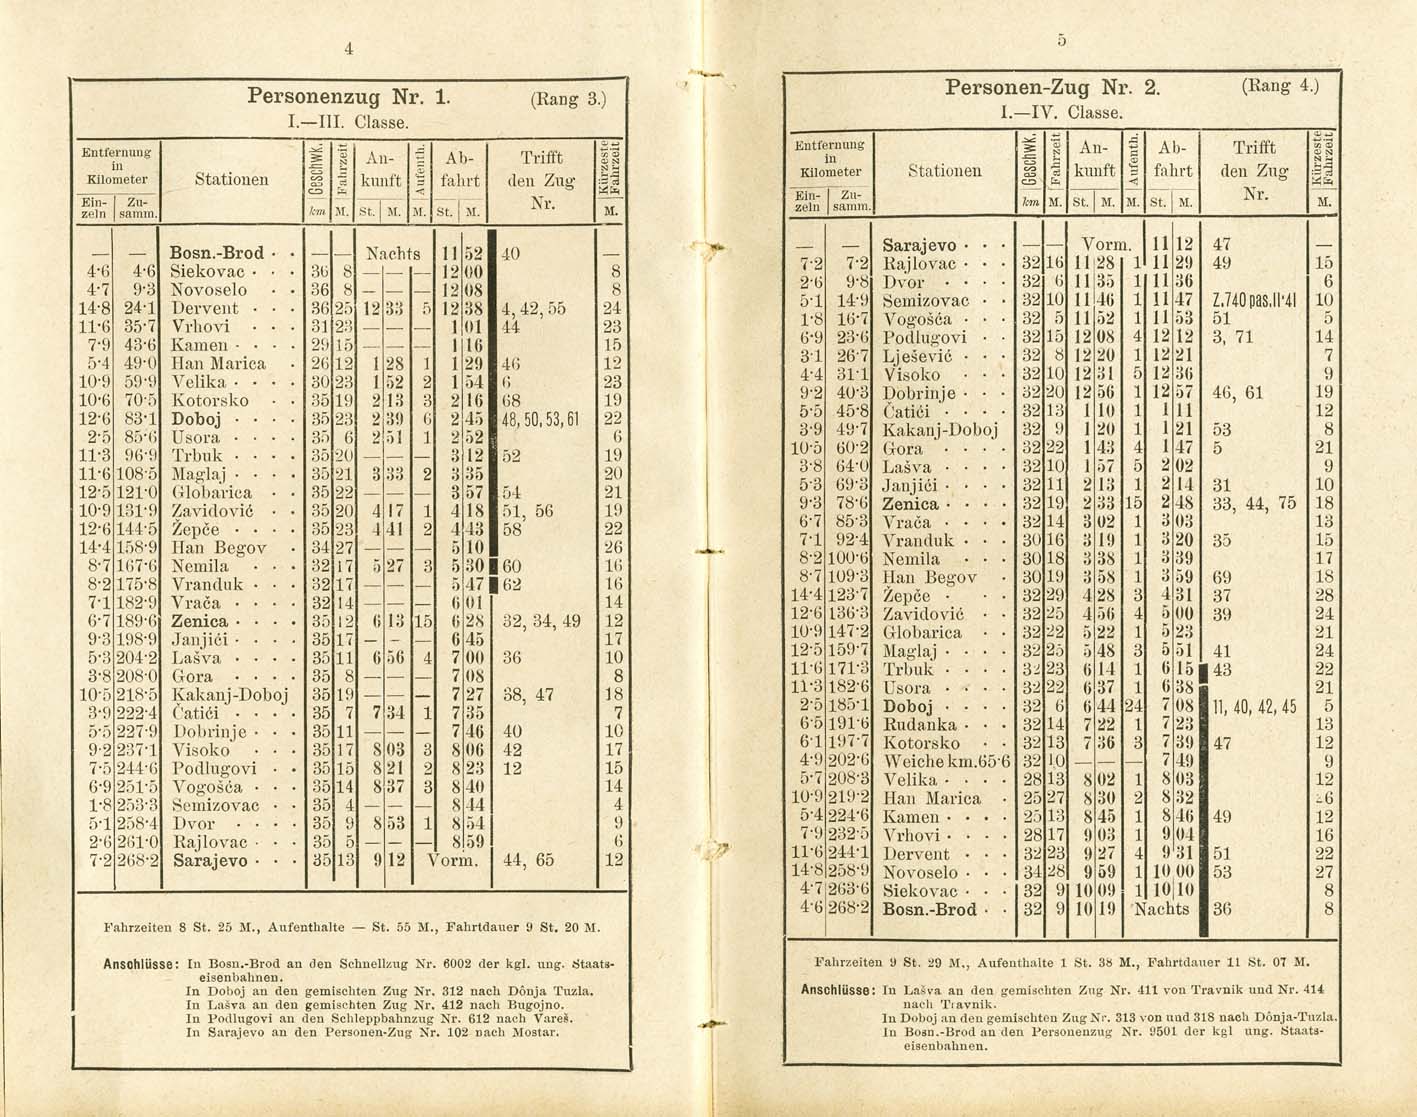 4
Personenzug Nr. 1. (Rang 3.)
I.—III. Classe.
Entfernung in Kilometer | Stationen | Geschwk. | Fahrzeit | Ankunft | Aufenth. | Abfahrt | Trifft den Zug Nr. | Kürzeste Fahrzeit
Einzeln | Zusamm. | km | M. | St. | M. | M. | St. | M. | M.
— — Bosn.-Brod — — Nachts 11 52 40 —
4·6 4·6 Siekovac 36 8 — — — 12 00 8
4·7 9·3 Novoselo 36 8 — — — 12 08 8
14·8 24·1 Dervent 36 25 12 33 5 12 38 4, 42, 55 24
11·6 35·7 Vrhovi 31 23 — — — 1 01 44 23
7·9 43·6 Kamen 29 15 — — — 1 16 15
5·4 49·0 Han Marica 26 12 1 28 1 1 29 46 12
10·9 59·9 Velika 30 23 1 52 2 1 54 6 23
10·6 70·5 Kotorsko 35 19 2 13 3 2 16 68 19
12·6 83·1 Doboj 35 23 2 39 6 2 45 48, 50, 53, 61 22
2·5 85·6 Usora 35 6 2 51 1 2 52 6
11·3 96·9 Trbuk 35 20 — — — 3 12 52 19
11·6 108·5 Maglaj 35 21 3 33 2 3 35 20
12·5 121·0 Globarica 35 22 — — — 3 57 54 21
10·9 131·9 Zavidović 35 20 4 17 1 4 18 51, 56 19
12·6 144·5 Žepče 35 23 4 41 2 4 43 58 22
14·4 158·9 Han Begov 34 27 — — — 5 10 26
8·7 167·6 Nemila 32 17 5 27 3 5 30 60 16
8·2 175·8 Vranduk 32 17 — — — 5 47 62 16
7·1 182·9 Vrača 32 14 — — — 6 01 14
6·7 189·6 Zenica 35 12 6 13 15 6 28 32, 34, 49 12
9·3 198·9 Janjići 35 17 — — — 6 45 17
5·3 204·2 Lašva 35 11 6 56 4 7 00 36 10
3·8 208·0 Gora 35 8 — — — 7 08 8
10·5 218·5 Kakanj-Doboj 35 19 — — — 7 27 38, 47 18
3·9 222·4 Čatići 35 7 7 34 1 7 35 7
5·5 227·9 Dobrinje 35 11 — — — 7 46 40 10
9·2 237·1 Visoko 35 17 8 03 3 8 06 42 17
7·5 244·6 Podlugovi 35 15 8 21 2 8 23 12 15
6·9 251·5 Vogošća 35 14 8 37 3 8 40 14
1·8 253·3 Semizovac 35 4 — — — 8 44 4
5·1 258·4 Dvor 35 9 8 53 1 8 54 9
2·6 261·0 Rajlovac 35 5 — — — 8 59 6
7·2 268·2 Sarajevo 35 13 9 12 Vorm. 44, 65 12
Fahrzeiten 8 St. 25 M., Aufenthalte — St. 55 M., Fahrtdauer 9 St. 20 M.
Anschlüsse: In Bosn.-Brod an den Schnellzug Nr. 6002 der kgl. ung. Staats-
eisenbahnen.
In Doboj an den gemischten Zug Nr. 312 nach Dônja Tuzla.
In Lašva an den gemischten Zug Nr. 412 nach Bugojno.
In Podlugovi an den Schleppbahnzug Nr. 612 nach Vareš.
In Sarajevo an den Personen-Zug Nr. 102 nach Mostar.
5
Personen-Zug Nr. 2. (Rang 4.)
I.—IV. Classe.
Entfernung in Kilometer | Stationen | Geschwk. | Fahrzeit | Ankunft | Aufenth. | Abfahrt | Trifft den Zug Nr. | Kürzeste Fahrzeit
Einzeln | Zusamm. | km | M. | St. | M. | M. | St. | M. | M.
— — Sarajevo — — Vorm. 11 12 47 —
7·2 7·2 Rajlovac 32 16 11 28 1 11 29 49 15
2·6 9·8 Dvor 32 6 11 35 1 11 36 6
5·1 14·9 Semizovac 32 10 11 46 1 11 47 Z.740 pas.11·41 10
1·8 16·7 Vogošća 32 5 11 52 1 11 53 51 5
6·9 23·6 Podlugovi 32 15 12 08 4 12 12 3, 71 14
3·1 26·7 Lješević 32 8 12 20 1 12 21 7
4·4 31·1 Visoko 32 10 12 31 5 12 36 9
9·2 40·3 Dobrinje 32 20 12 56 1 12 57 46, 61 19
5·5 45·8 Čatići 32 13 1 10 1 1 11 12
3·9 49·7 Kakanj-Doboj 32 9 1 20 1 1 21 53 8
10·5 60·2 Gora 32 22 1 43 4 1 47 5 21
3·8 64·0 Lašva 32 10 1 57 5 2 02 9
5·3 69·3 Janjići 32 11 2 13 1 2 14 31 10
9·3 78·6 Zenica 32 19 2 33 15 2 48 33, 44, 75 18
6·7 85·3 Vrača 32 14 3 02 1 3 03 13
7·1 92·4 Vranduk 30 16 3 19 1 3 20 35 15
8·2 100·6 Nemila 30 18 3 38 1 3 39 17
8·7 109·3 Han Begov 30 19 3 58 1 3 59 69 18
14·4 123·7 Žepče 32 29 4 28 3 4 31 37 28
12·6 136·3 Zavidović 32 25 4 56 4 5 00 39 24
10·9 147·2 Globarica 32 22 5 22 1 5 23 21
12·5 159·7 Maglaj 32 25 5 48 3 5 51 41 24
11·6 171·3 Trbuk 32 23 6 14 1 6 15 43 22
11·3 182·6 Usora 32 22 6 37 1 6 38 21
2·5 185·1 Doboj 32 6 6 44 24 7 08 11, 40, 42, 45 5
6·5 191·6 Rudanka 32 14 7 22 1 7 23 13
6·1 197·7 Kotorsko 32 13 7 36 3 7 39 47 12
4·9 202·6 Weiche km.65·6 32 10 — — — 7 49 9
5·7 208·3 Velika 28 13 8 02 1 8 03 12
10·9 219·2 Han Marica 25 27 8 30 2 8 32 26
5·4 224·6 Kamen 25 13 8 45 1 8 46 49 12
7·9 232·5 Vrhovi 28 17 9 03 1 9 04 16
11·6 244·1 Dervent 32 23 9 27 4 9 31 51 22
14·8 258·9 Novoselo 34 28 9 59 1 10 00 53 27
4·7 263·6 Siekovac 32 9 10 09 1 10 10 8
4·6 268·2 Bosn.-Brod 32 9 10 19 Nachts 36 8
Fahrzeiten 9 St. 29 M., Aufenthalte 1 St. 38 M., Fahrtdauer 11 St. 07 M.
Anschlüsse: In Lašva an den gemischten Zug Nr. 411 von Travnik und Nr. 414
nach Travnik.
In Doboj an den gemischten Zug Nr. 313 von und 318 nach Dônja-Tuzla.
In Bosn.-Brod an den Personenzug Nr. 9501 der kgl ung. Staats-
eisenbahnen.